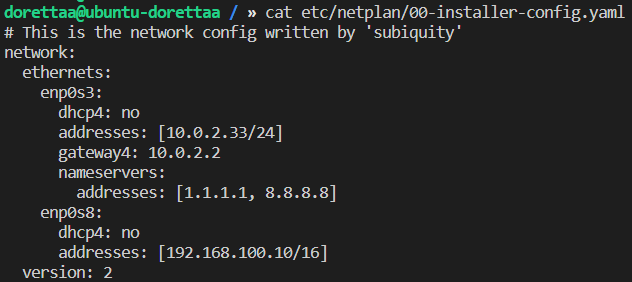 dorettaa@ubuntu-dorettaa / » cat etc/netplan/00-installer-config.yaml
# This is the network config written by 'subiquity'
network:
  ethernets:
    enp0s3:
      dhcp4: no
      addresses: [10.0.2.33/24]
      gateway4: 10.0.2.2
      nameservers:
        addresses: [1.1.1.1, 8.8.8.8]
    enp0s8:
      dhcp4: no
      addresses: [192.168.100.10/16]
  version: 2